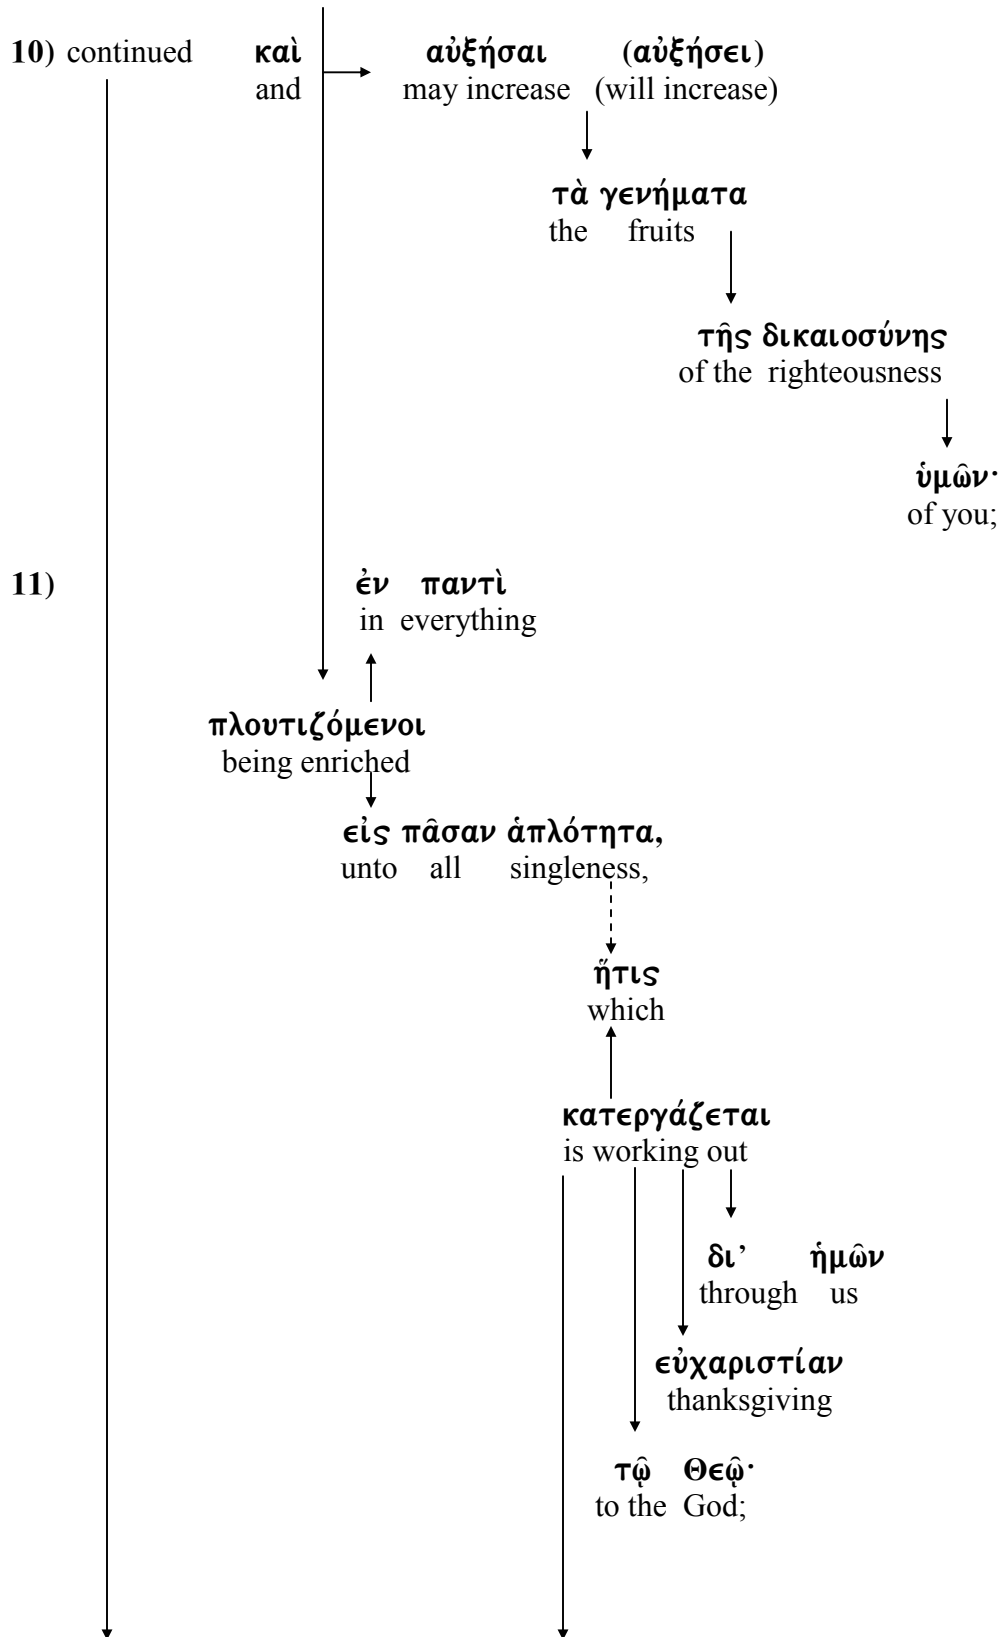 10) continued καὶ αὐξήσαι (αὐξήσει)
and may increase (will increase)
τὰ γενήματα
the fruits
τῆς δικαιοσύνης
of the righteousness
ὑμῶν·
of you;
11) ἐν παντὶ
in everything
πλουτιζόμενοι
being enriched
εἰς πᾶσαν ἁπλότητα,
unto all singleness,
ἥτις
which
κατεργάζεται
is working out
δι’ ἡμῶν
through us
εὐχαριστίαν
thanksgiving
τῷ Θεῷ·
to the God;